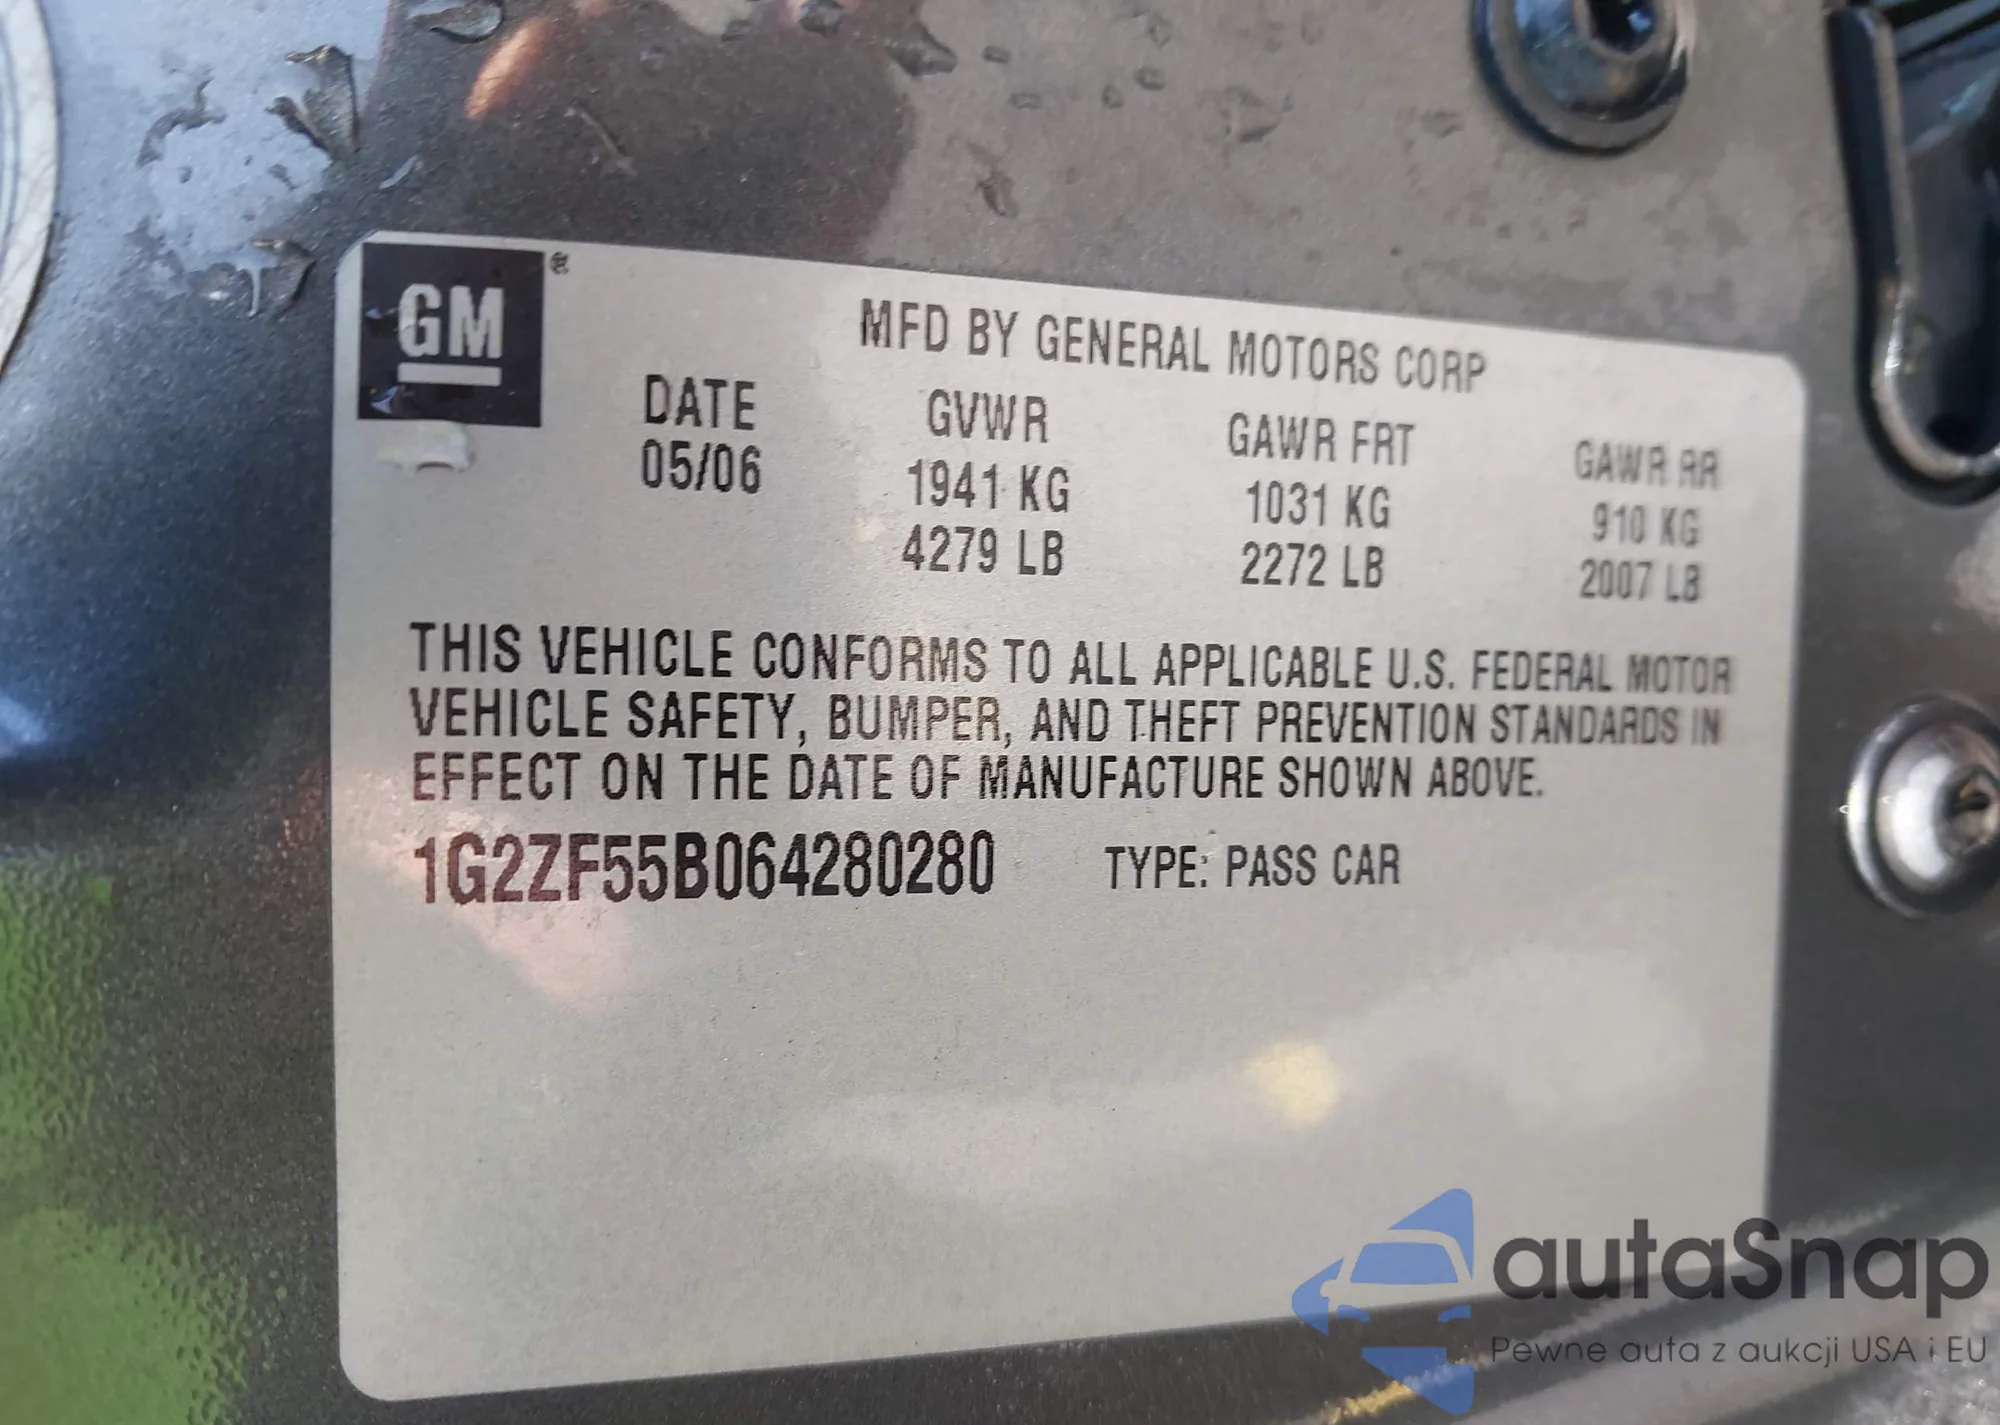 GM®
MFD BY GENERAL MOTORS CORP
DATE GVWR GAWR FRT GAWR RR
05/06 1941 KG 1031 KG 910 KG
4279 LB 2272 LB 2007 LB
THIS VEHICLE CONFORMS TO ALL APPLICABLE U.S. FEDERAL MOTOR
VEHICLE SAFETY, BUMPER, AND THEFT PREVENTION STANDARDS IN
EFFECT ON THE DATE OF MANUFACTURE SHOWN ABOVE.
1G2ZF55B064280280 TYPE: PASS CAR
autaSnap
Pewne auta z aukcji USA i EU